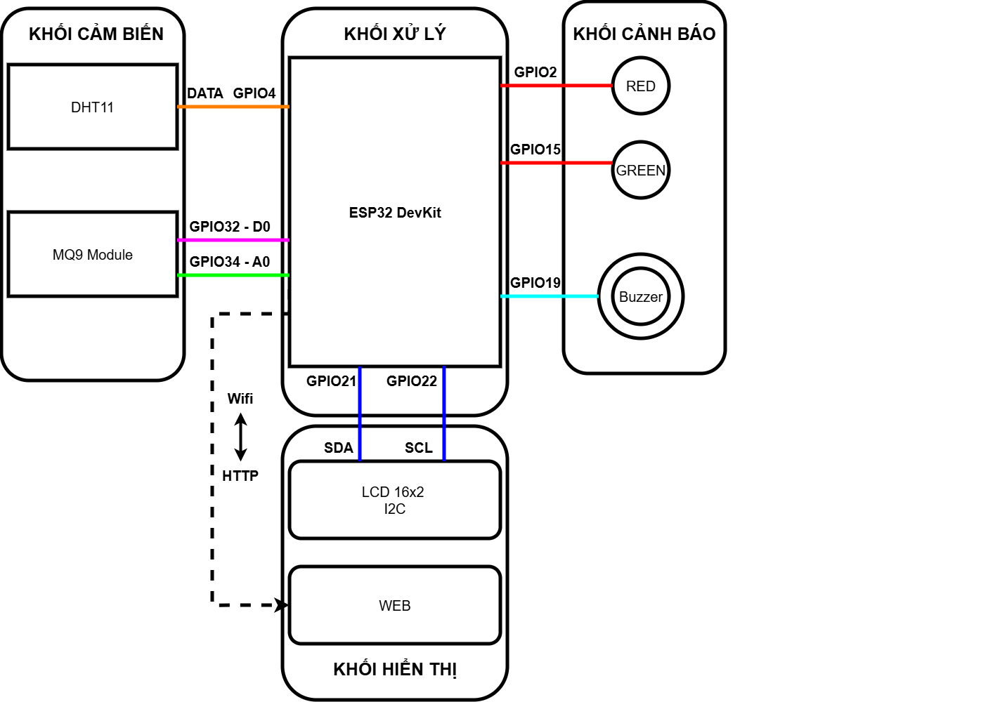 KHỐI CẢM BIẾN
DHT11
DATA GPIO4
MQ9 Module
GPIO32 - D0
GPIO34 - A0
KHỐI XỬ LÝ
ESP32 DevKit
GPIO2
GPIO15
GPIO19
KHỐI CẢNH BÁO
RED
GREEN
Buzzer
GPIO21
GPIO22
Wifi
HTTP
SDA
SCL
LCD 16x2
I2C
WEB
KHỐI HIỂN THỊ